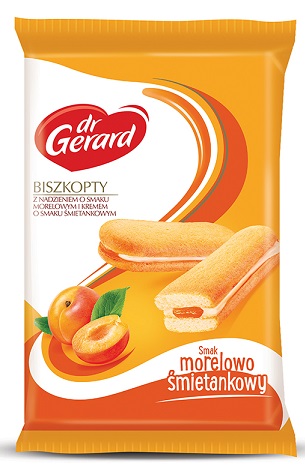 dr
Gerard
BISZKOPTY
Z NADZIENIEM O SMAKU
MORELOWYM I KREMEM
O SMAKU ŚMIETANKOWYM
Smak
morelowo
śmietankowy